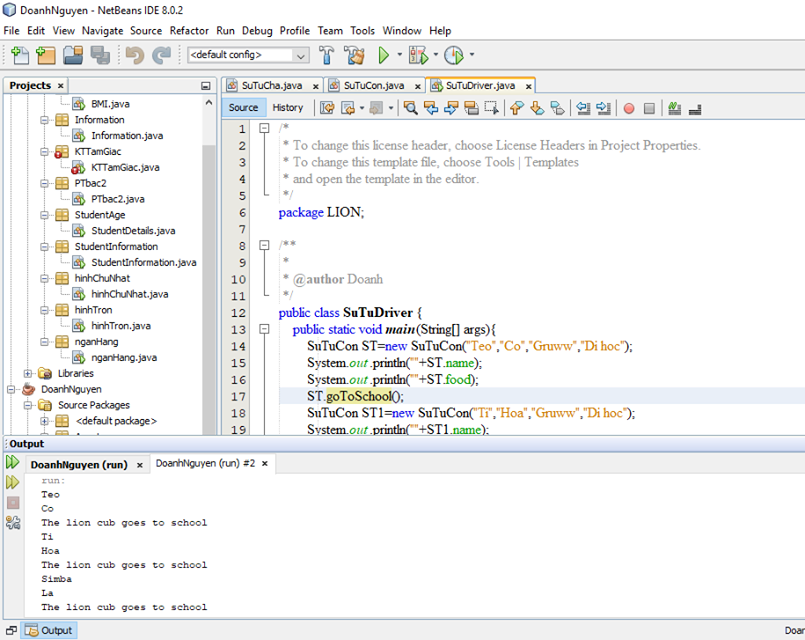 DoanhNguyen - NetBeans IDE 8.0.2
File Edit View Navigate Source Refactor Run Debug Profile Team Tools Window Help
<default config>
Projects
BMI.java
Information
Information.java
KTTamGiac
KTTamGiac.java
PTbac2
PTbac2.java
StudentAge
StudentDetails.java
StudentInformation
StudentInformation.java
hinhChuNhat
hinhChuNhat.java
hinhTron
hinhTron.java
nganHang
nganHang.java
Libraries
DoanhNguyen
Source Packages
<default package>
SuTuCha.java SuTuCon.java SuTuDriver.java
Source History
1 /*
2 * To change this license header, choose License Headers in Project Properties.
3 * To change this template file, choose Tools | Templates
4 * and open the template in the editor.
5 */
6 package LION;
7
8 /**
9 *
10 * @author Doanh
11 */
12 public class SuTuDriver {
13 public static void main(String[] args){
14 SuTuCon ST=new SuTuCon("Teo","Co","Gruww","Di hoc");
15 System.out .println(""+ST.name);
16 System.out .println(""+ST.food);
17 ST.goToSchool();
18 SuTuCon ST1=new SuTuCon("Ti","Hoa","Gruww","Di hoc");
19 System.out .println(""+ST1.name);
Output
DoanhNguyen (run) DoanhNguyen (run) #2
run:
Teo
Co
The lion cub goes to school
Ti
Hoa
The lion cub goes to school
Simba
La
The lion cub goes to school
Output